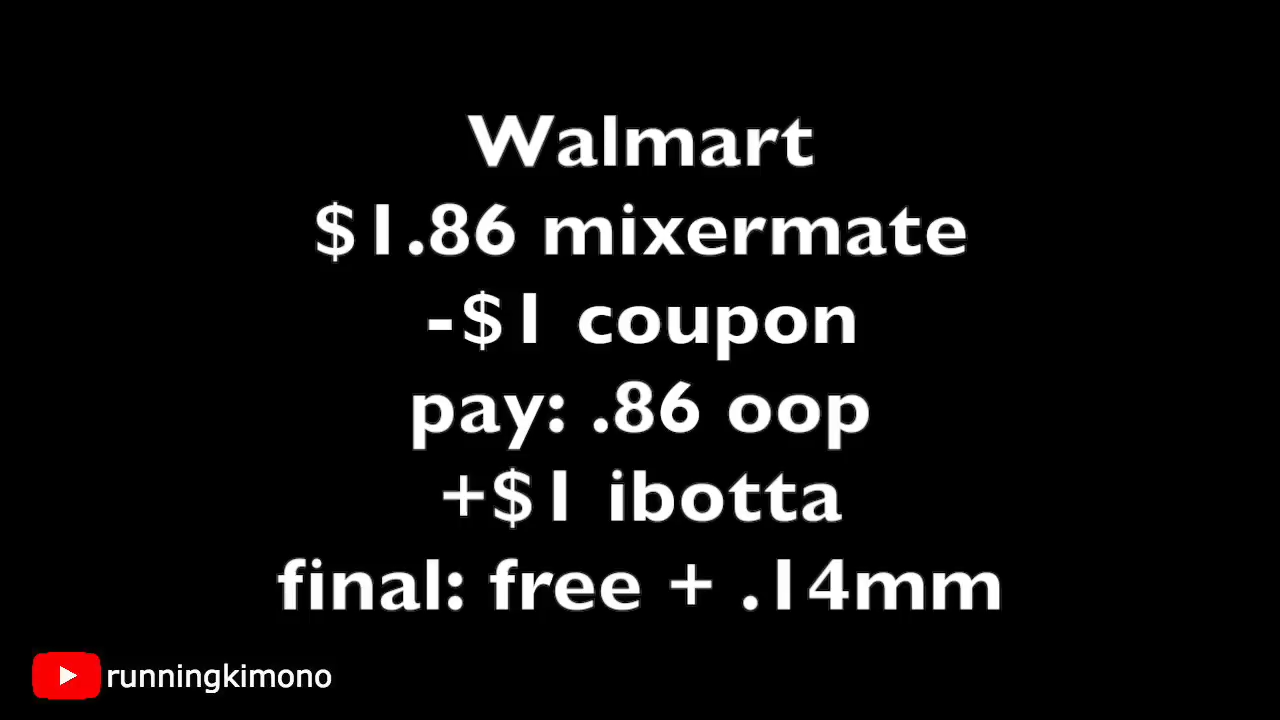 Walmart
$1.86 mixermate
-$1 coupon
pay: .86 oop
+$1 ibotta
final: free + .14mm
runningkimono